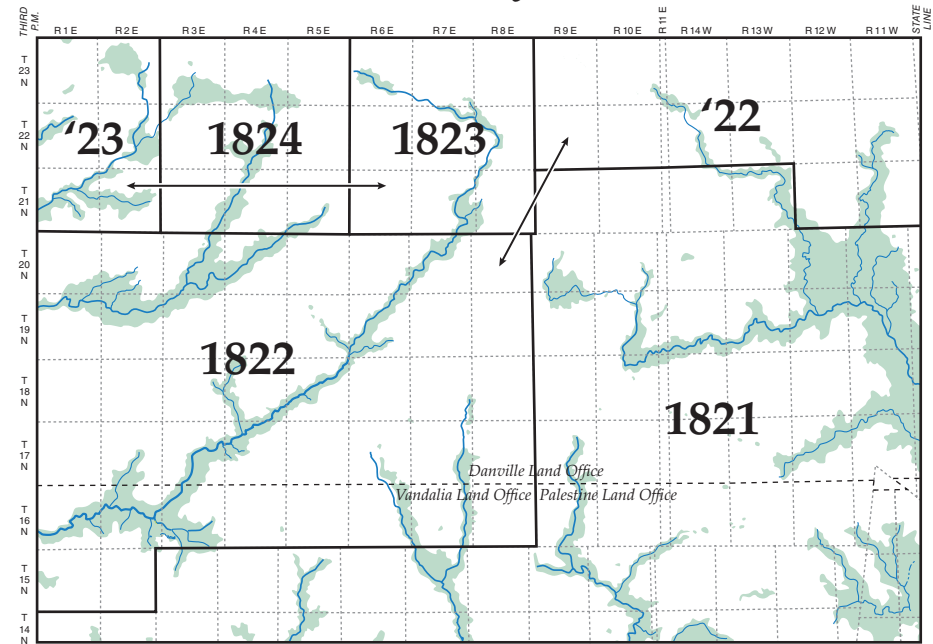 THIRD P.M.
R 1 E R 2 E R 3 E R 4 E R 5 E R 6 E R 7 E R 8 E R 9 E R 10 E R 11 E R 14 W R 13 W R 12 W R 11 W
STATE LINE
T 23 N
T 22 N
T 21 N
T 20 N
T 19 N
T 18 N
T 17 N
T 16 N
T 15 N
T 14 N
‘23 1824 1823 ‘22
1822
1821
Danville Land Office
Vandalia Land Office Palestine Land Office